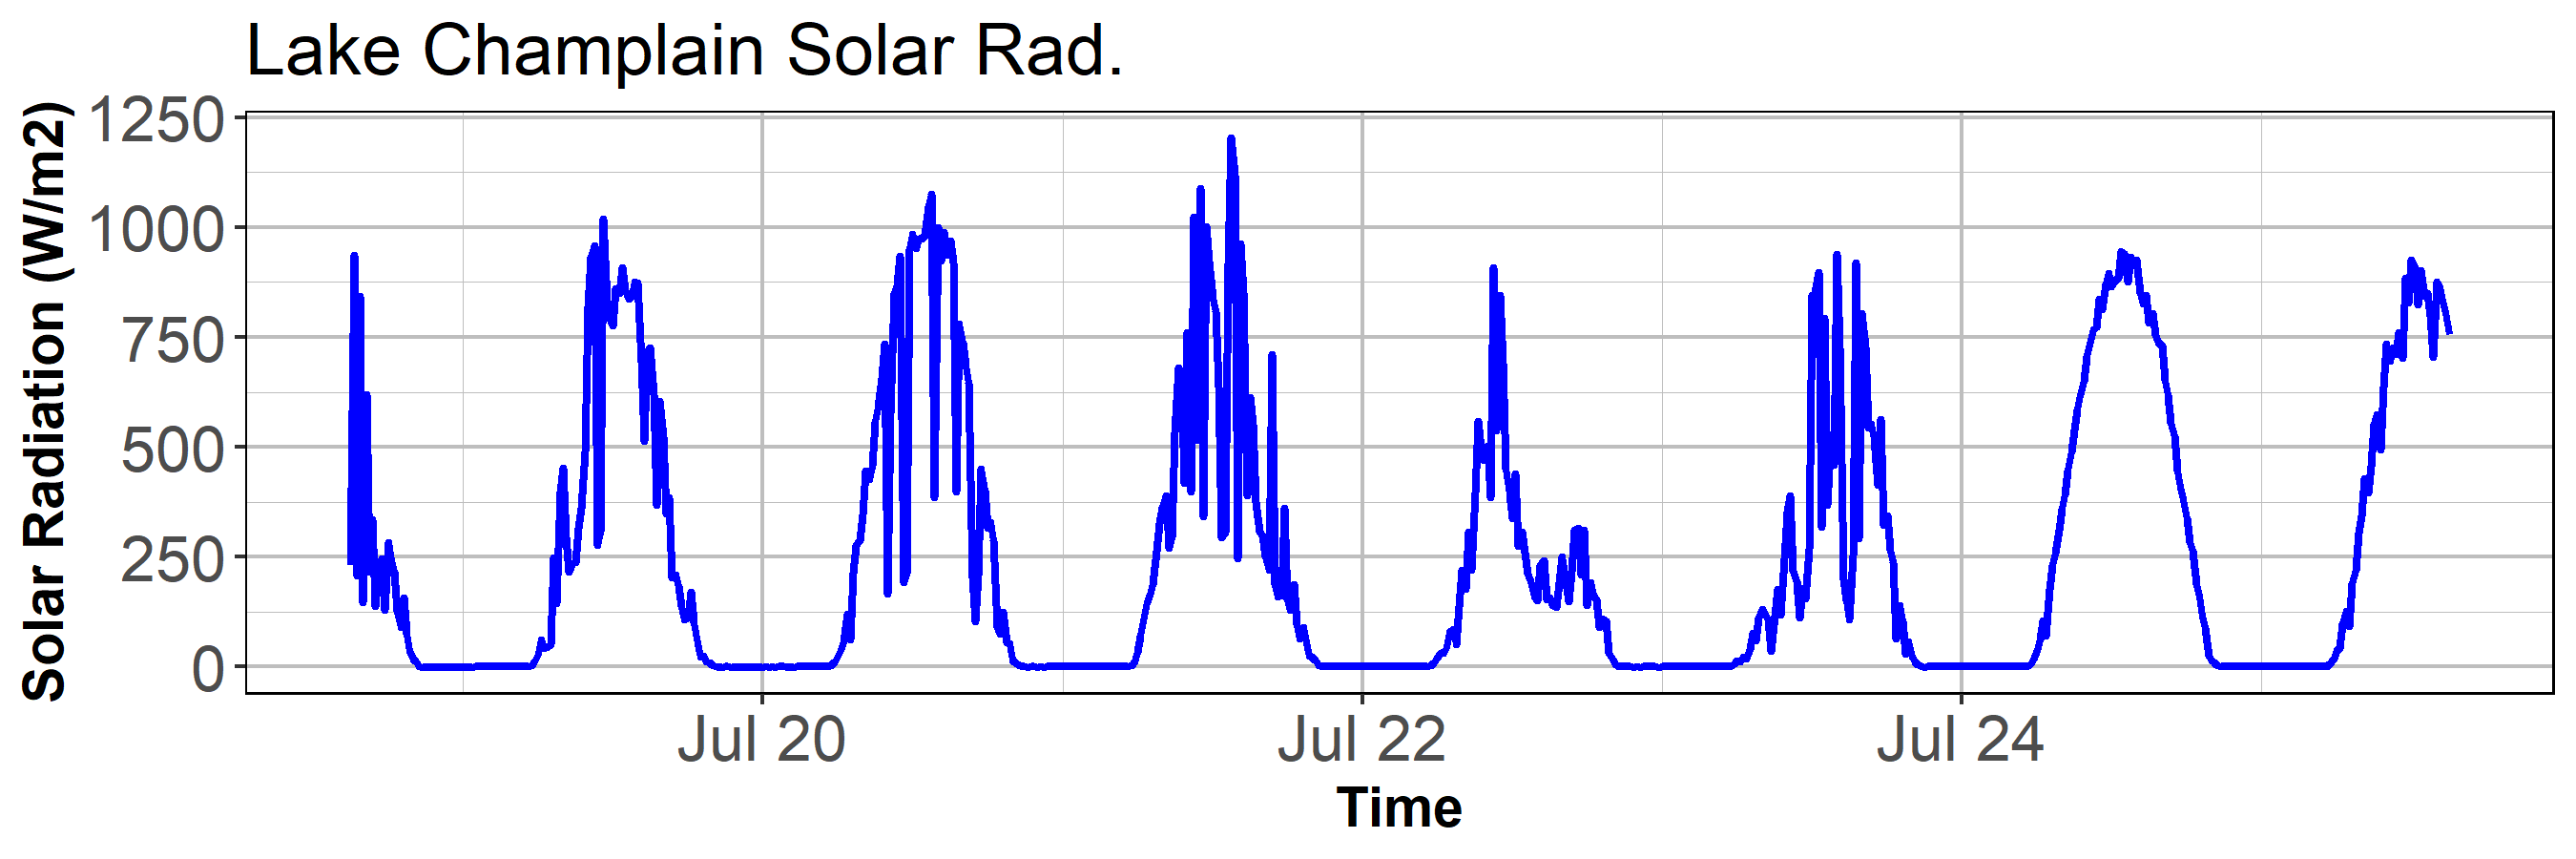 Lake Champlain Solar Rad.
Solar Radiation (W/m2)
1250
1000
750
500
250
0
Jul 20 Jul 22 Jul 24
Time